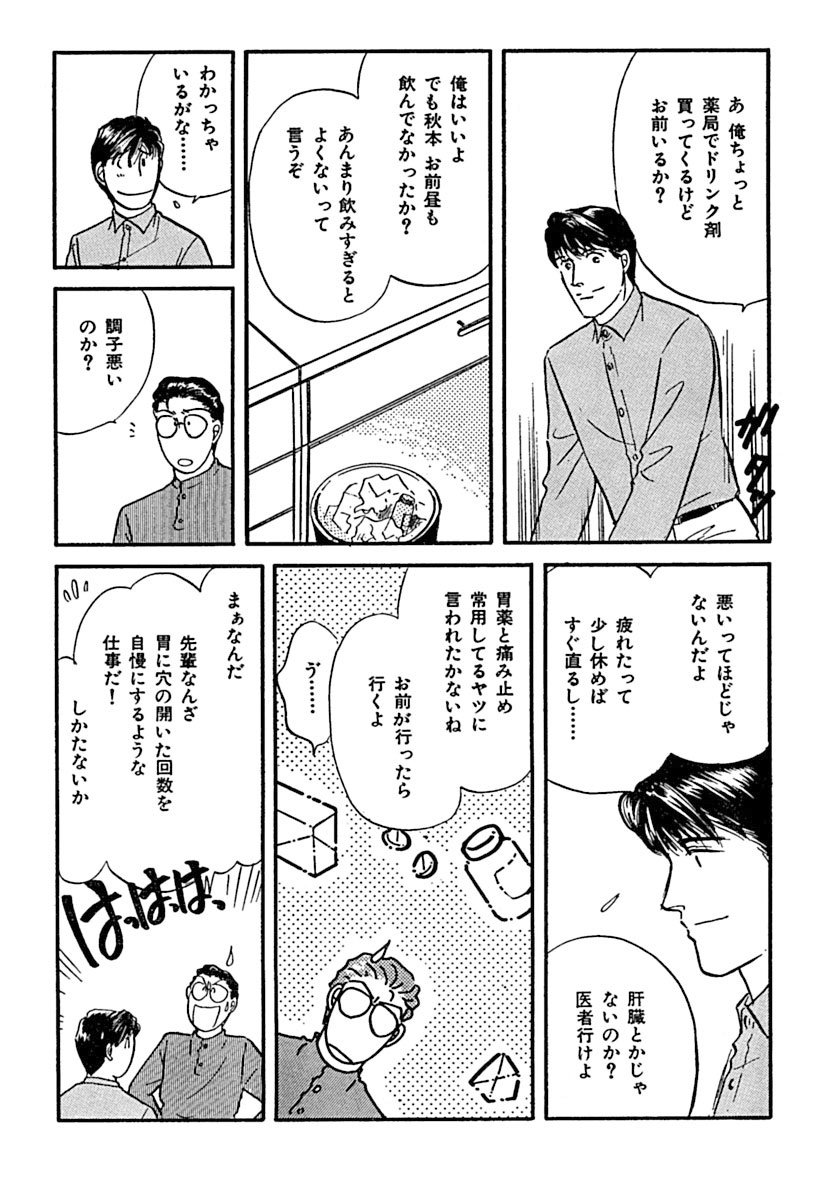 あ 俺ちょっと
薬局でドリンク剤
買ってくるけど
お前いるか？
ガタン
俺はいいよ
でも秋本 お前昼も
飲んでなかったか？
あんまり飲みすぎると
よくないって
言うぞ
わかっちゃ
いるがな……
調子悪い
のか？
悪いってほどじゃ
ないんだよ
疲れたって
少し休めば
すぐ直るし……
肝臓とかじゃ
ないのか？
医者行けよ
胃薬と痛み止め
常用してるヤツに
言われたかないね
お前が行ったら
行くよ
う゛……
まぁなんだ
先輩なんざ
胃に穴の開いた回数を
自慢にするような
仕事だ！
しかたないか
はっはっは、